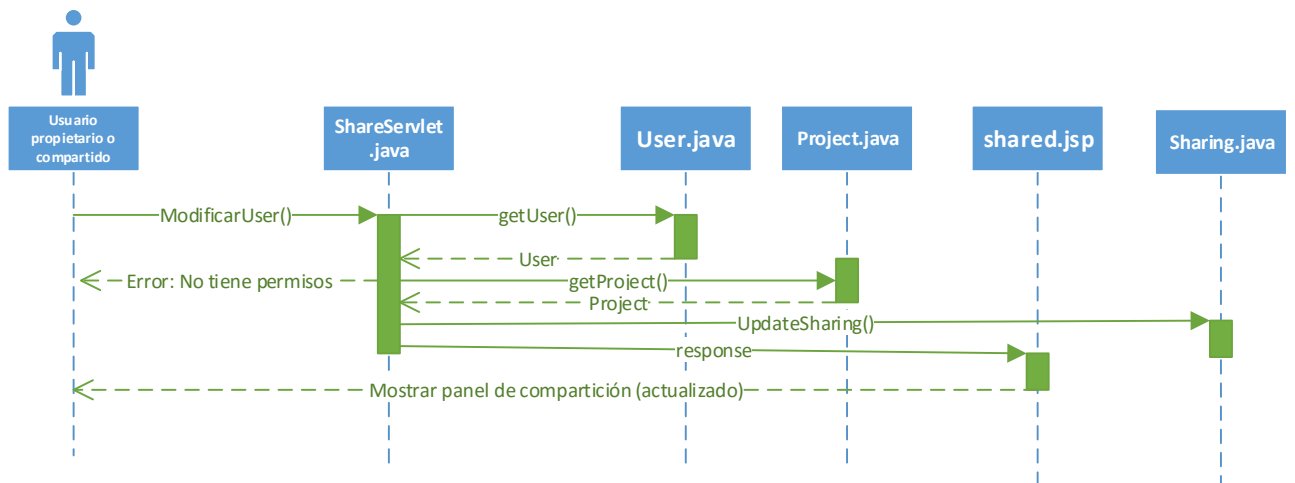 Usuario
propietario o
compartido
ShareServlet
.java
User.java
Project.java
shared.jsp
Sharing.java
ModificarUser()
getUser()
User
Error: No tiene permisos
getProject()
Project
UpdateSharing()
response
Mostrar panel de compartición (actualizado)